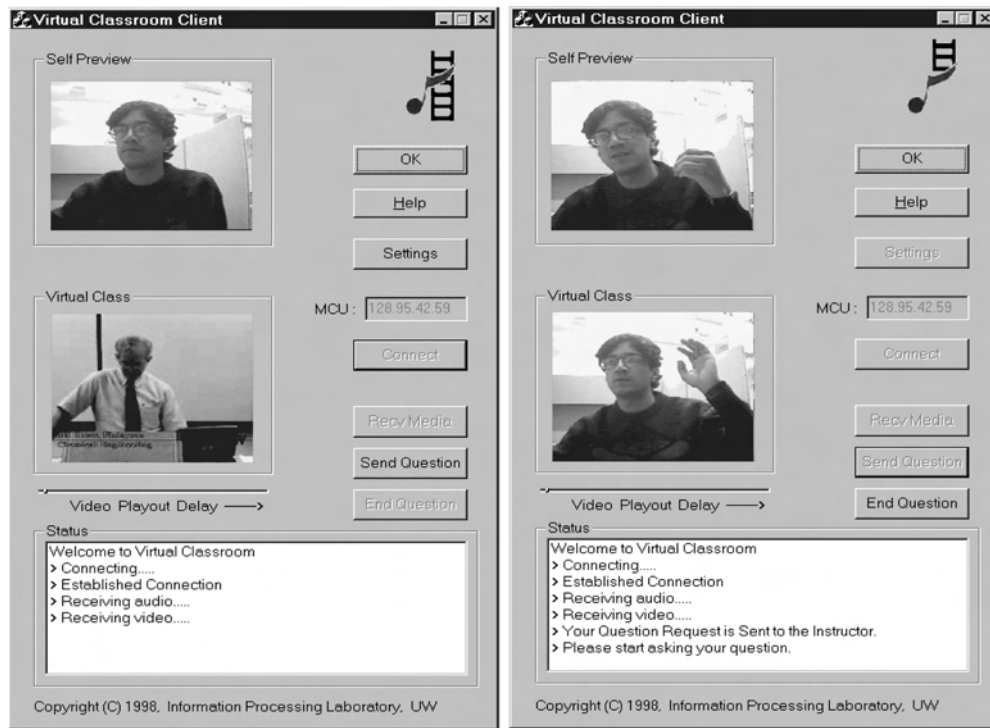 Virtual Classroom Client
Self Preview
OK
Help
Settings
Virtual Class
MCU : 128.95.42.59
Connect
Chemical Engineering
Recv Media
Send Question
Video Playout Delay
End Question
Status
Welcome to Virtual Classroom
> Connecting.....
> Established Connection
> Receiving audio.....
> Receiving video.....
Copyright (C) 1998, Information Processing Laboratory, UW
Virtual Classroom Client
Self Preview
OK
Help
Settings
Virtual Class
MCU : 128.95.42.59
Connect
Recv Media
Send Question
Video Playout Delay
End Question
Status
Welcome to Virtual Classroom
> Connecting.....
> Established Connection
> Receiving audio.....
> Receiving video.....
> Your Question Request is Sent to the Instructor.
> Please start asking your question.
Copyright (C) 1998, Information Processing Laboratory, UW